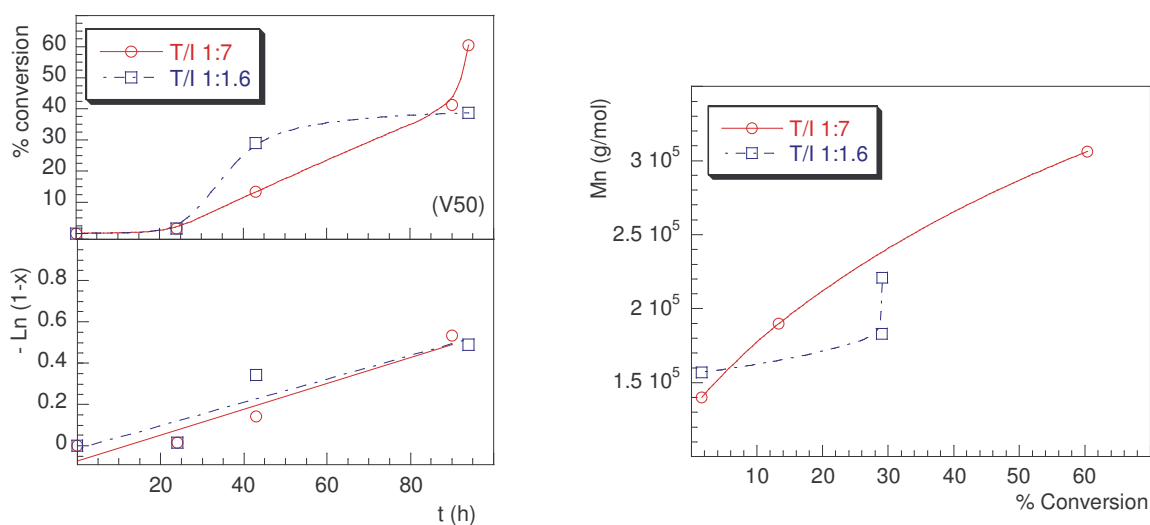 % conversion
60
50
40
30
20
10
0
T/I 1:7
T/I 1:1.6
(V50)
- Ln (1-x)
0.8
0.6
0.4
0.2
0
20
40
60
80
t (h)
Mn (g/mol)
3 10⁵
2.5 10⁵
2 10⁵
1.5 10⁵
T/I 1:7
T/I 1:1.6
10
20
30
40
50
60
% Conversion